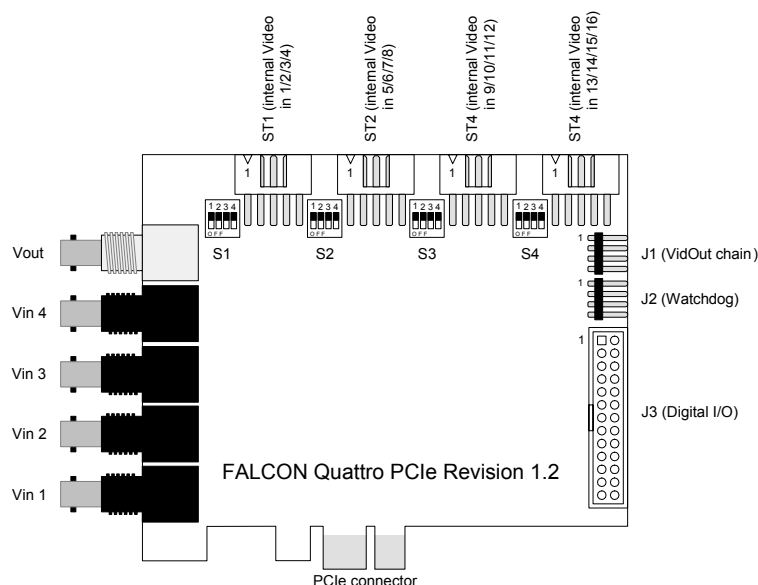 ST1 (internal Video
in 1/2/3/4)
ST2 (internal Video
in 5/6/7/8)
ST4 (internal Video
in 9/10/11/12)
ST4 (internal Video
in 13/14/15/16)
1
1
1
1
1 2 3 4
OFF
1 2 3 4
OFF
1 2 3 4
OFF
1 2 3 4
OFF
S1
S2
S3
S4
Vout
1
J1 (VidOut chain)
1
J2 (Watchdog)
Vin 4
1
Vin 3
J3 (Digital I/O)
Vin 2
FALCON Quattro PCIe Revision 1.2
Vin 1
PCIe connector